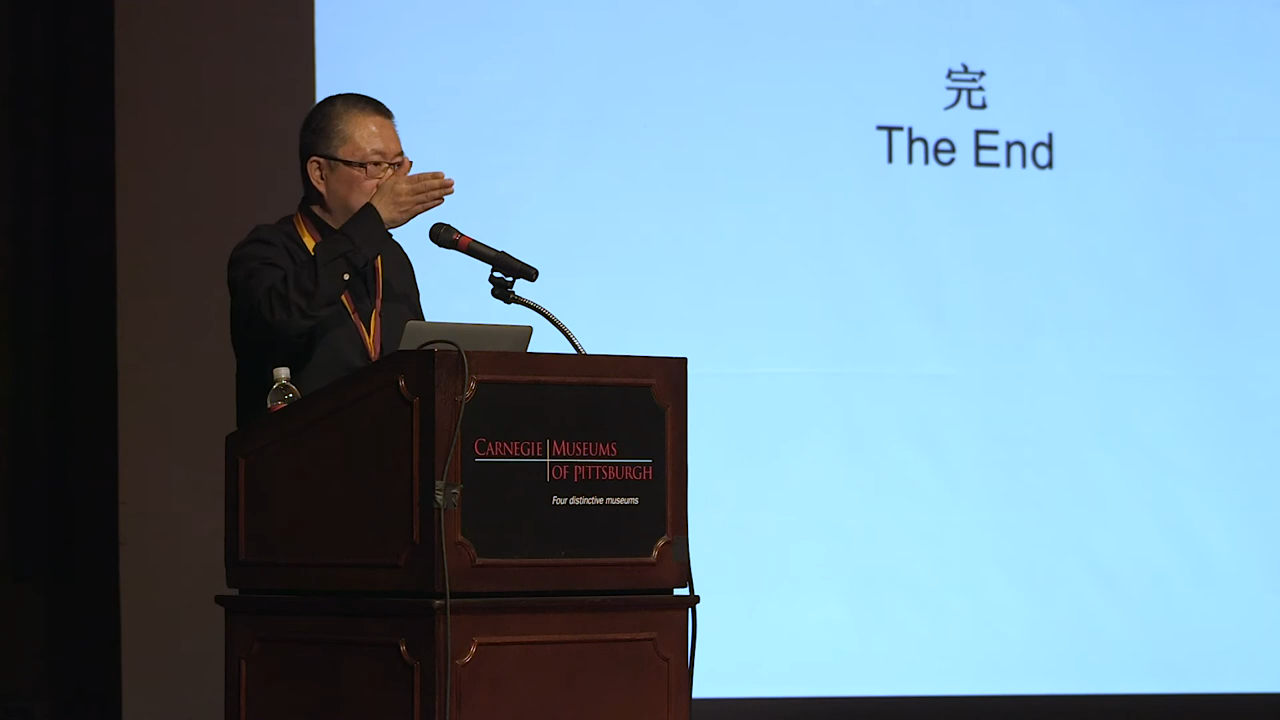 完
The End
CARNEGIE MUSEUMS
OF PITTSBURGH
Four distinctive museums